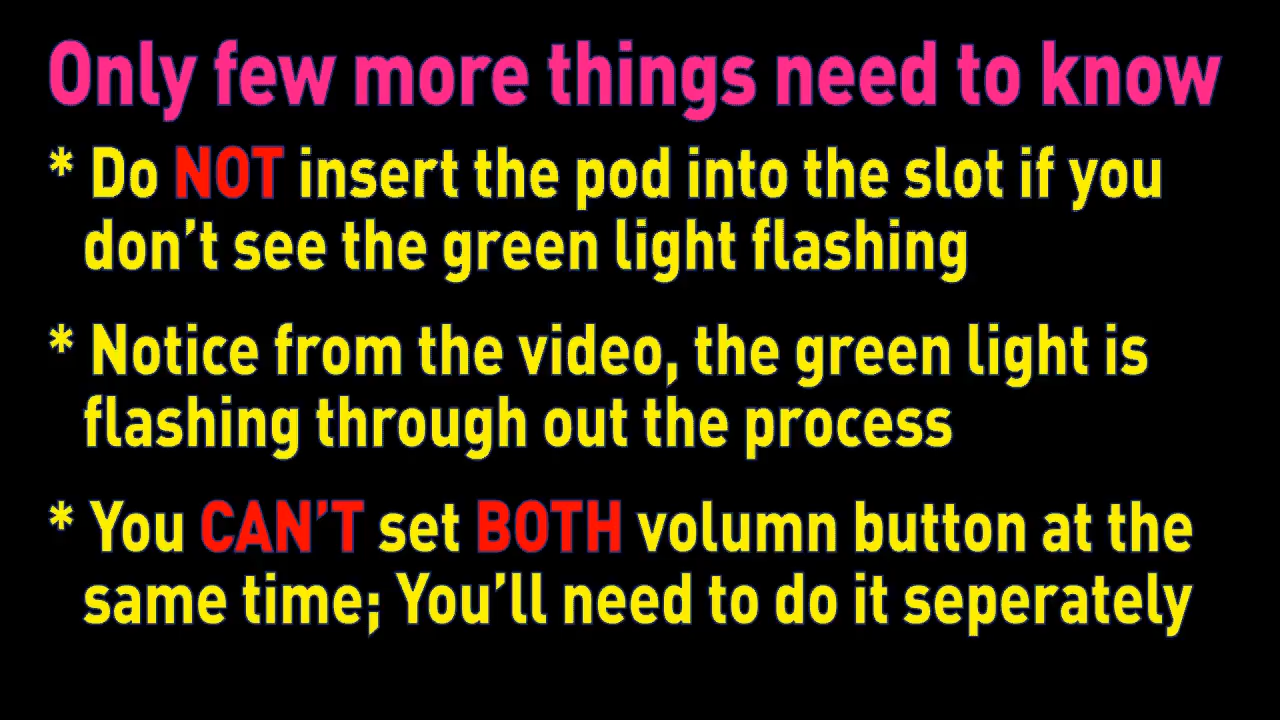 Only few more things need to know
* Do NOT insert the pod into the slot if you
don’t see the green light flashing
* Notice from the video, the green light is
flashing through out the process
* You CAN’T set BOTH volumn button at the
same time; You’ll need to do it seperately